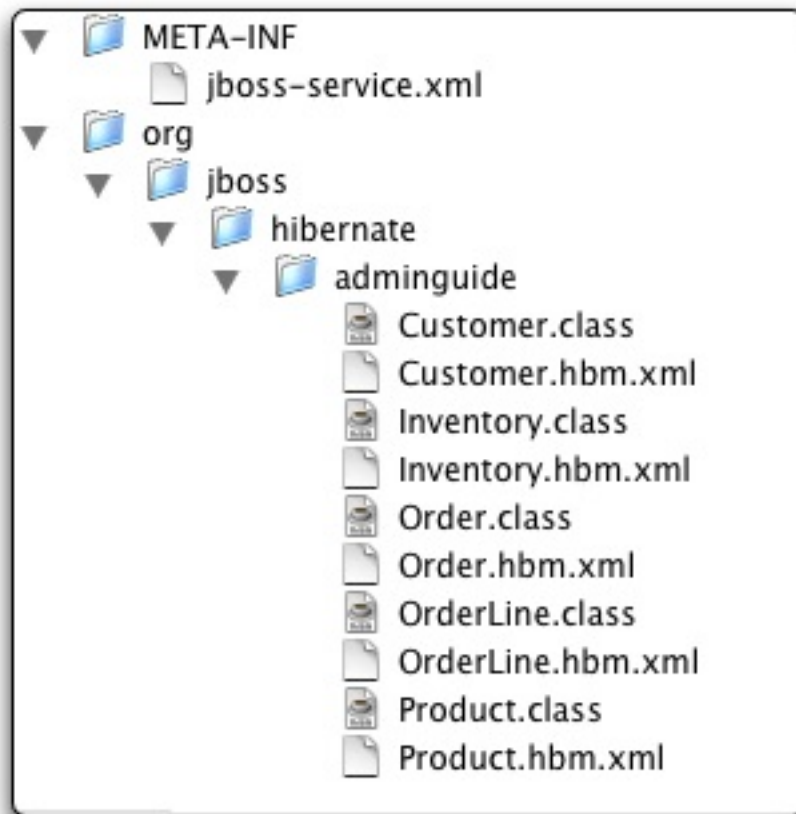 META-INF
jboss-service.xml
org
jboss
hibernate
adminguide
Customer.class
Customer.hbm.xml
Inventory.class
Inventory.hbm.xml
Order.class
Order.hbm.xml
OrderLine.class
OrderLine.hbm.xml
Product.class
Product.hbm.xml